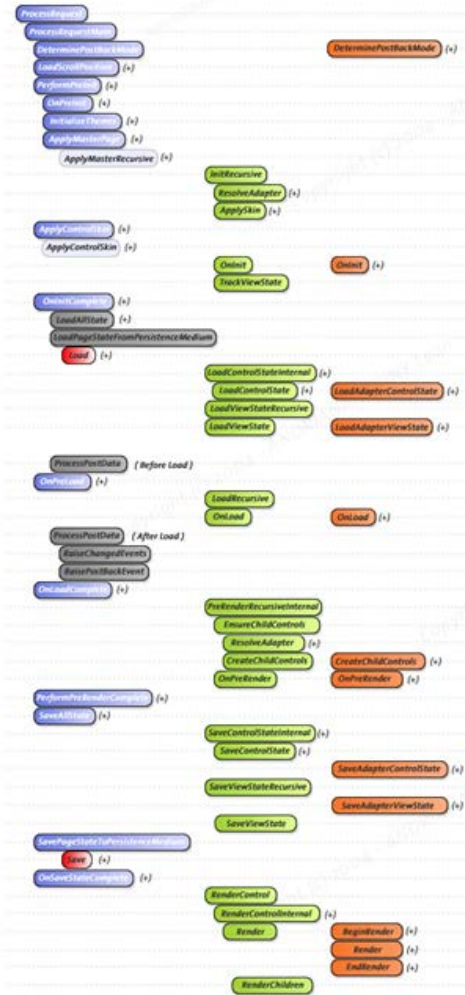 ProcessRequest
ProcessRequestMain
DeterminePostBackMode DeterminePostBackMode (+)
LoadScrollPosition (+)
PerformPreInit (+)
OnPreInit (+)
InitializeThemes (+)
ApplyMasterPage (+)
ApplyMasterRecursive (+)
InitRecursive
ResolveAdapter (+)
ApplySkin (+)
ApplyControlSkin (+)
ApplyControlSkin (+)
OnInit OnInit (+)
TrackViewState
OnInitComplete (+)
LoadAllState (+)
LoadPageStateFromPersistenceMedium
Load (+)
LoadControlStateInternal (+)
LoadControlState (+) LoadAdapterControlState (+)
LoadViewStateRecursive
LoadViewState LoadAdapterViewState (+)
ProcessPostData ( Before Load )
OnPreLoad (+)
LoadRecursive
OnLoad OnLoad (+)
ProcessPostData ( After Load )
RaiseChangedEvents
RaisePostBackEvent
OnLoadComplete (+)
PreRenderRecursiveInternal
EnsureChildControls
ResolveAdapter (+)
CreateChildControls CreateChildControls (+)
OnPreRender OnPreRender (+)
PerformPreRenderComplete (+)
SaveAllState (+)
SaveControlStateInternal (+)
SaveControlState (+)
SaveAdapterControlState (+)
SaveViewStateRecursive
SaveAdapterViewState (+)
SaveViewState
SavePageStateToPersistenceMedium
Save (+)
OnSaveStateComplete (+)
RenderControl
RenderControlInternal (+)
Render BeginRender (+)
Render (+)
EndRender (+)
RenderChildren